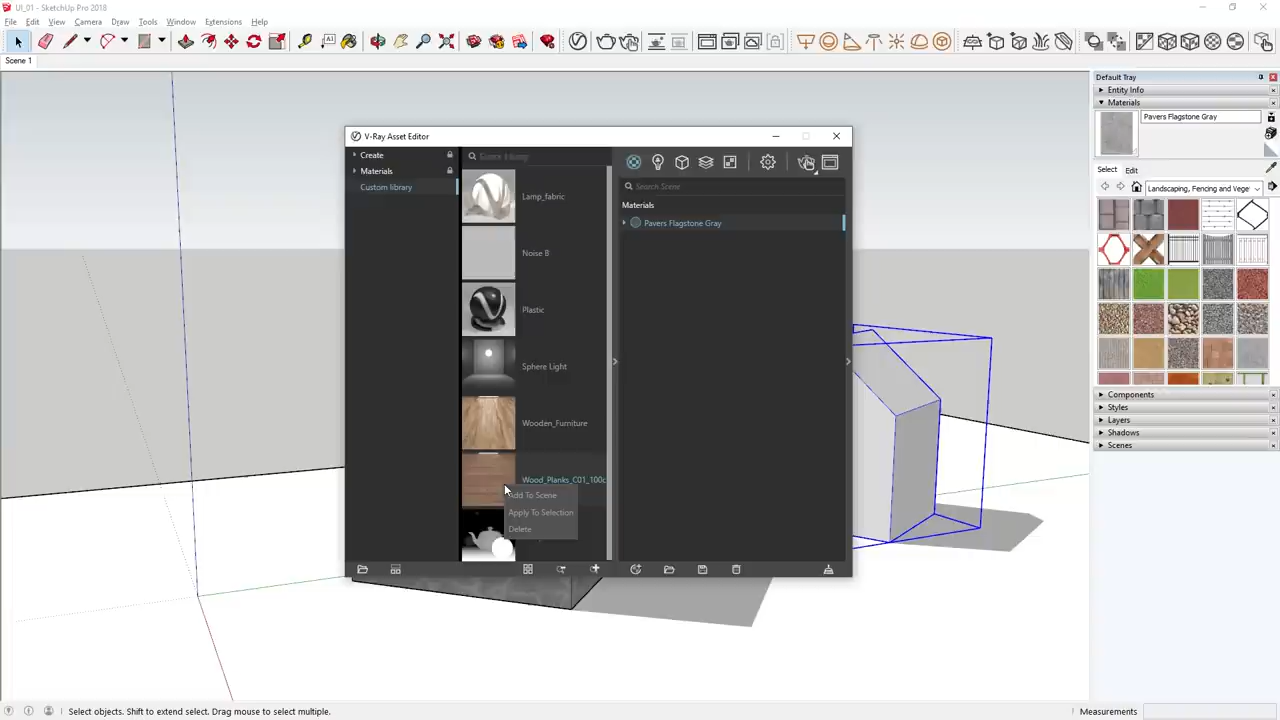 UI_01 - SketchUp Pro 2018
File Edit View Camera Draw Tools Window Extensions Help
Scene 1
Default Tray
Entity Info
Materials
Pavers Flagstone Gray
Select Edit
Landscaping, Fencing and Vege
Components
Styles
Layers
Shadows
Scenes
V-Ray Asset Editor
Create
Materials
Custom library
Lamp_fabric
Noise B
Plastic
Sphere Light
Wooden_Furniture
Wood_Planks_C01_100c
Add To Scene
Apply To Selection
Delete
Search Scene
Materials
Pavers Flagstone Gray
Select objects. Shift to extend select. Drag mouse to select multiple.
Measurements